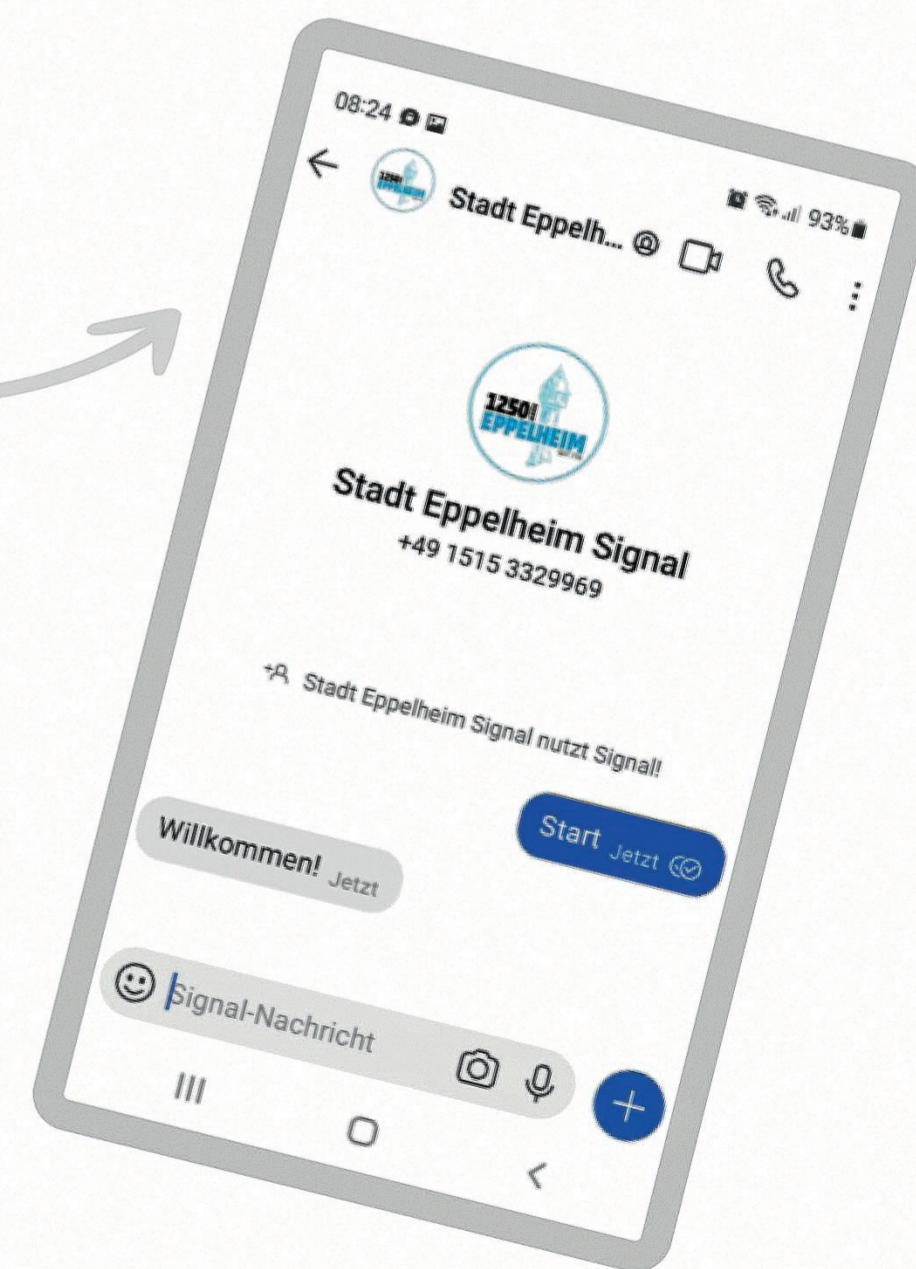 08:24
93%
Stadt Eppelh...
1250!
EPPELHEIM
Stadt Eppelheim Signal
+49 1515 3329969
Stadt Eppelheim Signal nutzt Signal!
Start Jetzt
Willkommen! Jetzt
Signal-Nachricht